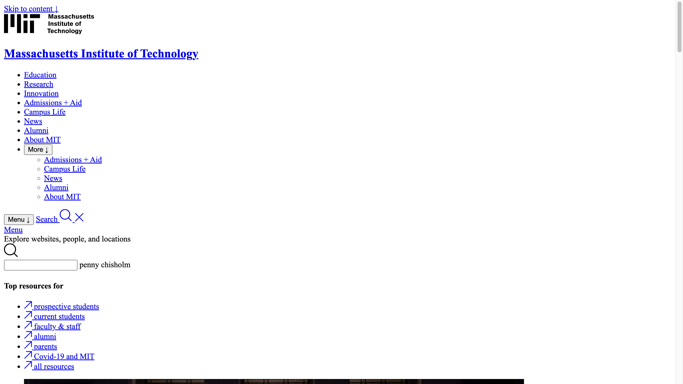 Skip to content ↓
Massachusetts
Institute of
Technology
Massachusetts Institute of Technology
Education
Research
Innovation
Admissions + Aid
Campus Life
News
Alumni
About MIT
More ↓
Admissions + Aid
Campus Life
News
Alumni
About MIT
Menu ↓ Search
Menu
Explore websites, people, and locations
penny chisholm
Top resources for
prospective students
current students
faculty & staff
alumni
parents
Covid-19 and MIT
all resources